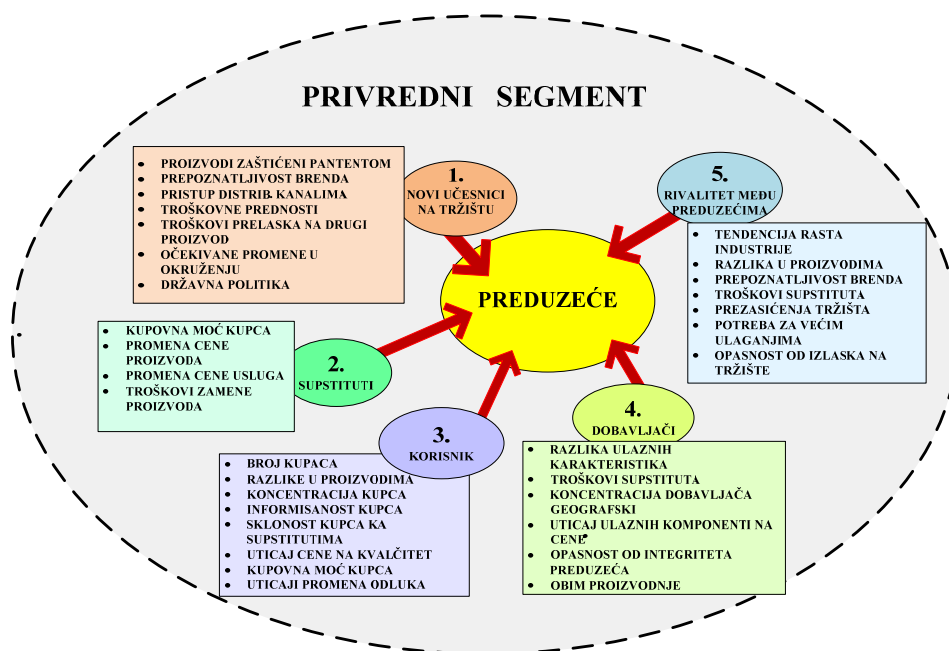 PRIVREDNI SEGMENT
PROIZVODI ZAŠTIĆENI PANTENTOM
PREPOZNATLJIVOST BRENDA
PRISTUP DISTRIB. KANALIMA
TROŠKOVNE PREDNOSTI
TROŠKOVI PRELASKA NA DRUGI
PROIZVOD
OČEKIVANE PROMENE U
OKRUŽENJU
DRŽAVNA POLITIKA
1.
NOVI UČESNICI
NA TRŽIŠTU
5.
RIVALITET MEĐU
PREDUZEĆIMA
TENDENCIJA RASTA
INDUSTRIJE
RAZLIKA U PROIZVODIMA
PREPOZNATLJIVOST BRENDA
TROŠKOVI SUPSTITUTA
PREZASIĆENJA TRŽIŠTA
POTREBA ZA VEĆIM
ULAGANJIMA
OPASNOST OD IZLASKA NA
TRŽIŠTE
PREDUZEĆE
KUPOVNA MOĆ KUPCA
PROMENA CENE
PROIZVODA
PROMENA CENE USLUGA
TROŠKOVI ZAMENE
PROIZVODA
2.
SUPSTITUTI
3.
KORISNIK
BROJ KUPACA
RAZLIKE U PROIZVODIMA
KONCENTRACIJA KUPCA
INFORMISANOST KUPCA
SKLONOST KUPCA KA
SUPSTITUTIMA
UTICAJ CENE NA KVALČITET
KUPOVNA MOĆ KUPCA
UTICAJI PROMENA ODLUKA
4.
DOBAVLJAČI
RAZLIKA ULAZNIH
KARAKTERISTIKA
TROŠKOVI SUPSTITUTA
KONCENTRACIJA DOBAVLJAČA
GEOGRAFSKI
UTICAJ ULAZNIH KOMPONENTI NA
CENE
OPASNOST OD INTEGRITETA
PREDUZEĆA
OBIM PROIZVODNJE